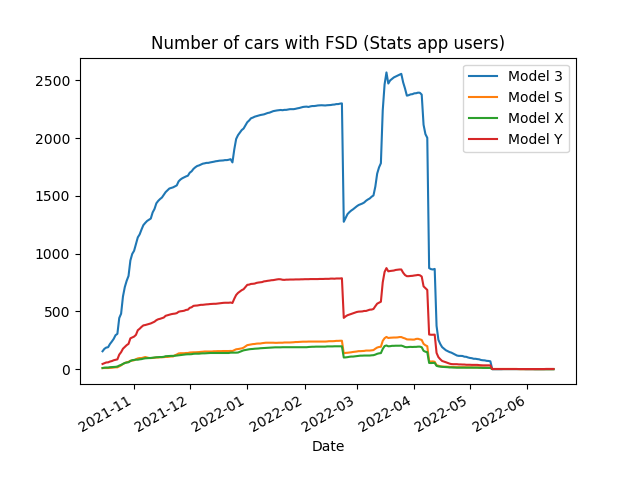 Number of cars with FSD (Stats app users)
Model 3
Model S
Model X
Model Y
2500
2000
1500
1000
500
0
2021-11
2021-12
2022-01
2022-02
2022-03
2022-04
2022-05
2022-06
Date